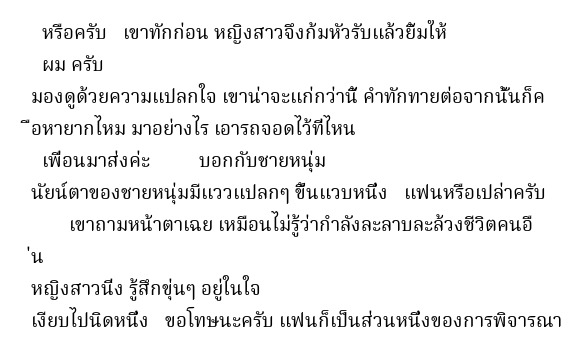 หรือครับ เขาทักก่อน หญิงสาวจึงก้มหัวรับแล้วยิ้มให้
ผม ครับ
มองดูด้วยความแปลกใจ เขาน่าจะแก่กว่านี้ คำทักทายต่อจากนั้นก็ค
ือหายากไหม มาอย่างไร เอารถจอดไว้ที่ไหน
เพื่อนมาส่งค่ะ บอกกับชายหนุ่ม
นัยน์ตาของชายหนุ่มมีแววแปลกๆ ขึ้นแวบหนึ่ง แฟนหรือเปล่าครับ
เขาถามหน้าตาเฉย เหมือนไม่รู้ว่ากำลังละลาบละล้วงชีวิตคนอื
่น
หญิงสาวนิ่ง รู้สึกขุ่นๆ อยู่ในใจ
เงียบไปนิดหนึ่ง ขอโทษนะครับ แฟนก็เป็นส่วนหนึ่งของการพิจารณา